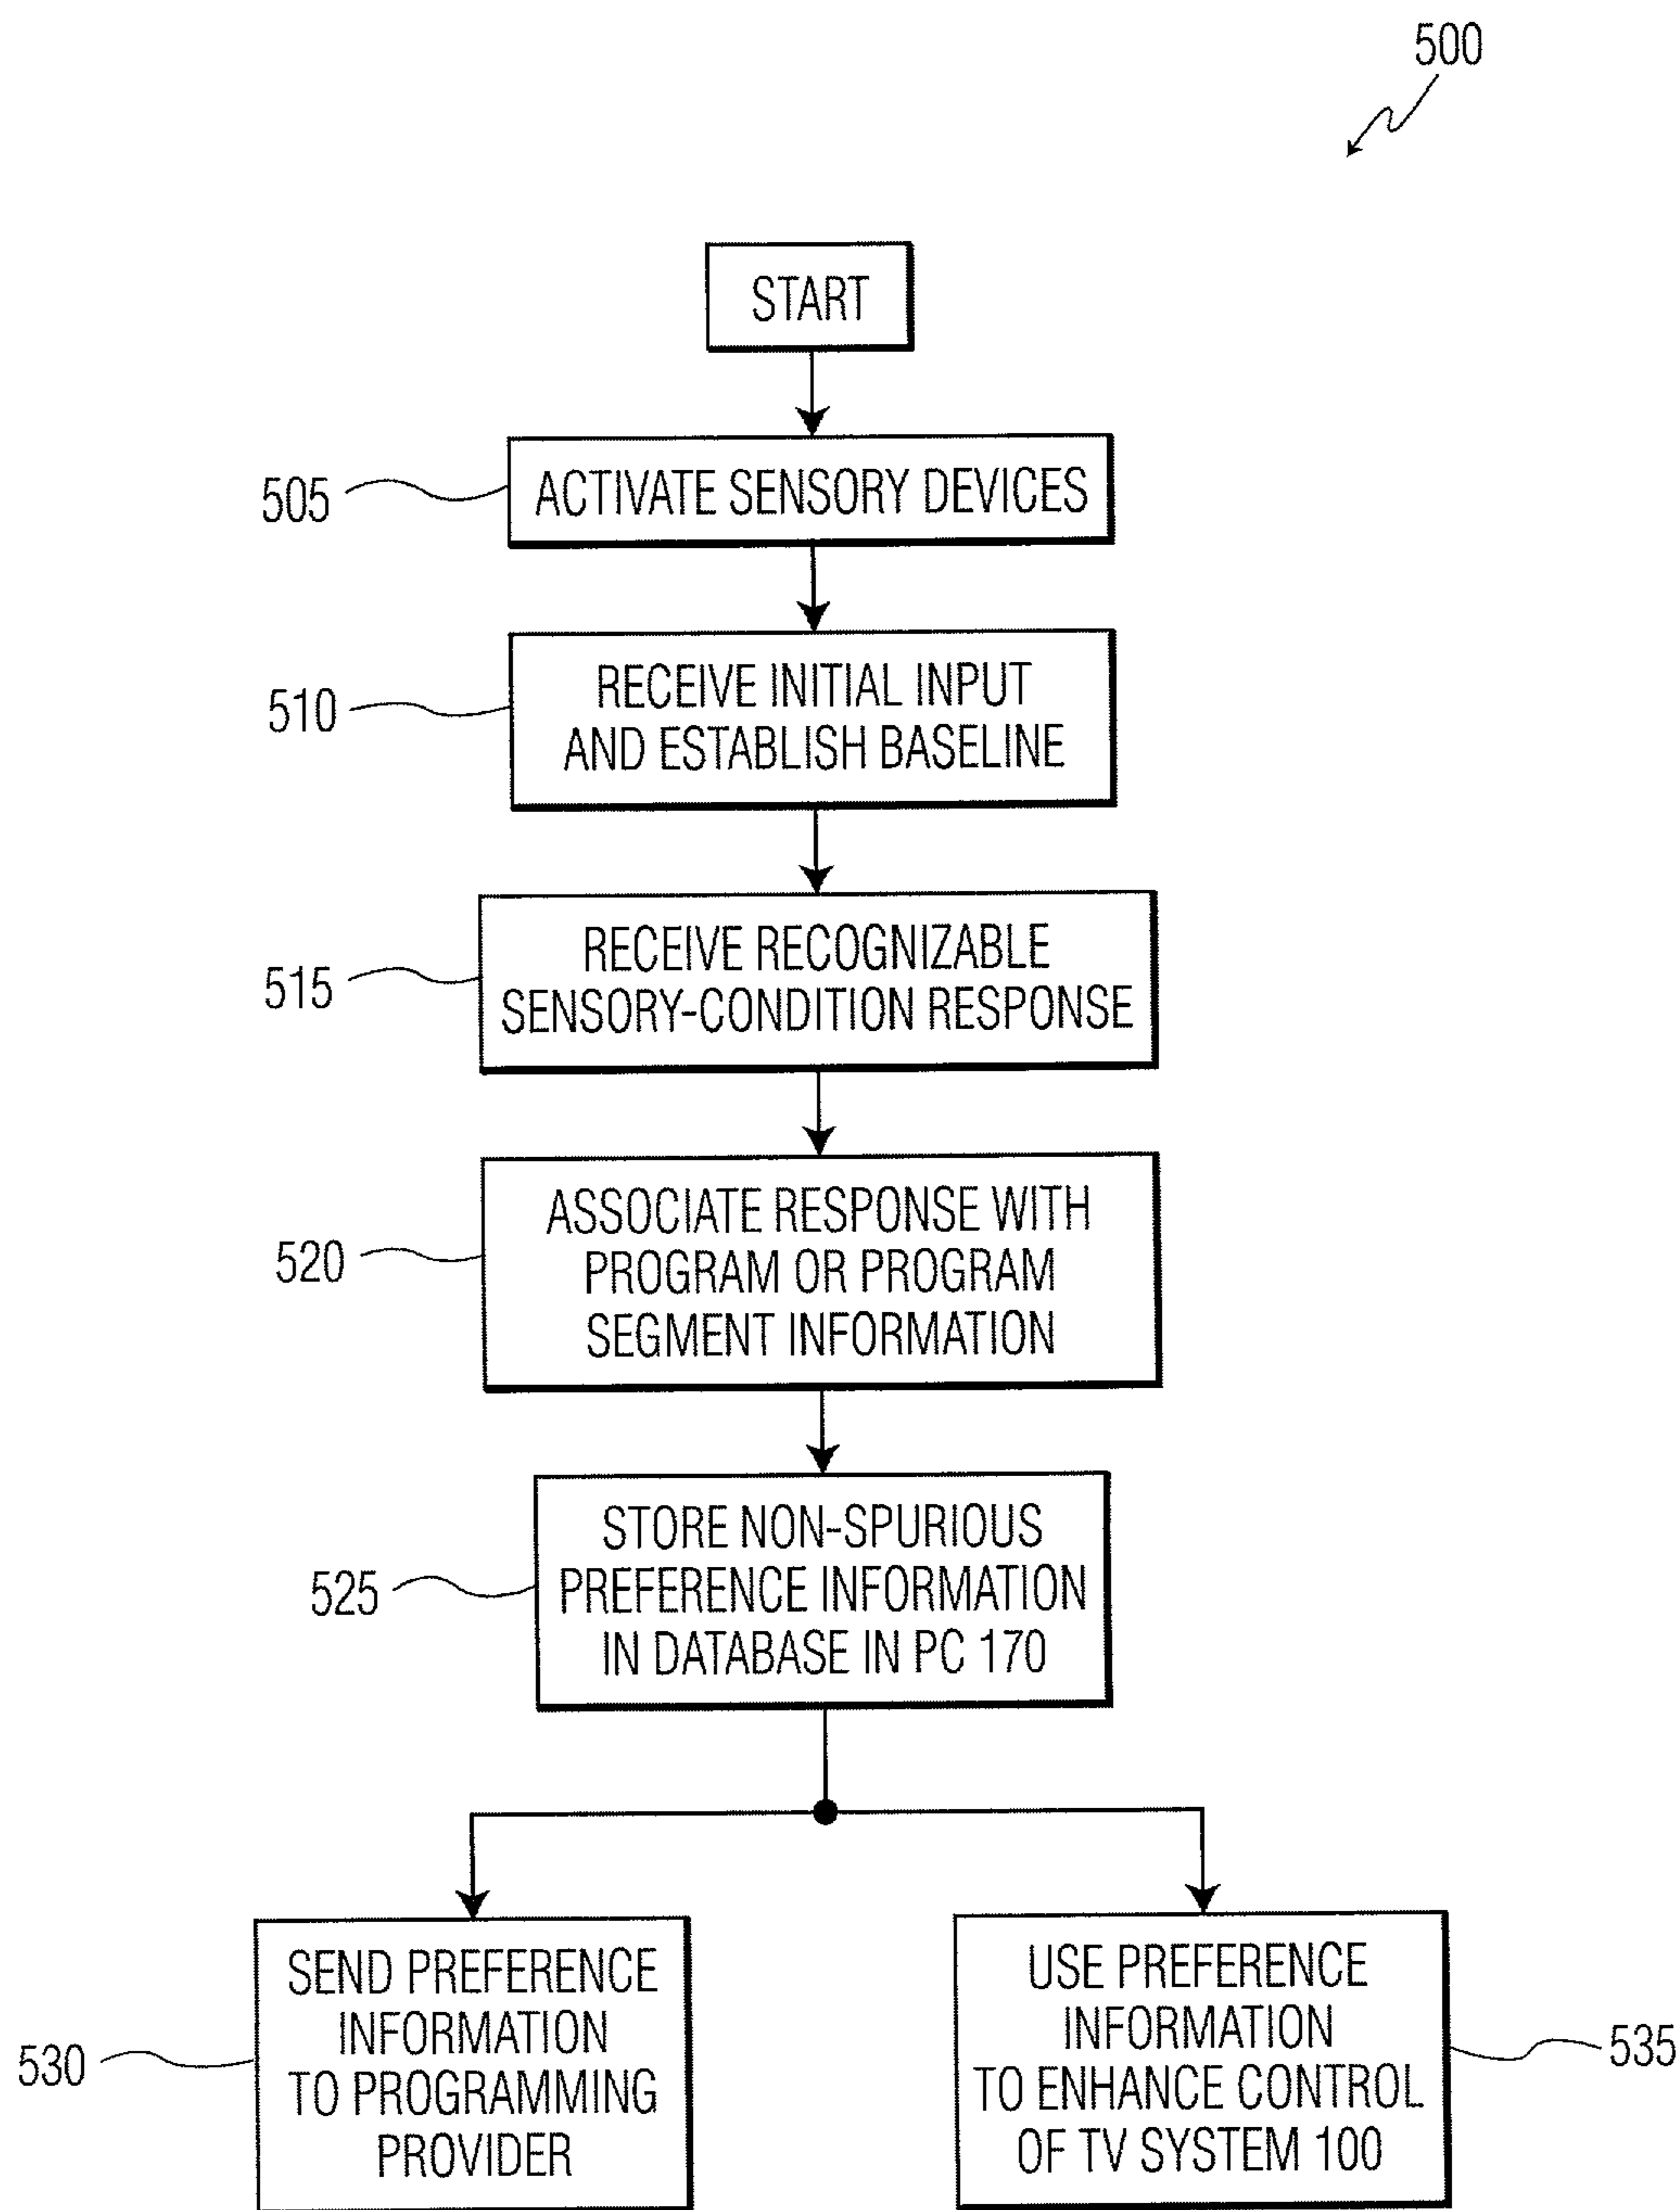 500
START
505
ACTIVATE SENSORY DEVICES
510
RECEIVE INITIAL INPUT
AND ESTABLISH BASELINE
515
RECEIVE RECOGNIZABLE
SENSORY-CONDITION RESPONSE
520
ASSOCIATE RESPONSE WITH
PROGRAM OR PROGRAM
SEGMENT INFORMATION
525
STORE NON-SPURIOUS
PREFERENCE INFORMATION
IN DATABASE IN PC 170
530
SEND PREFERENCE
INFORMATION
TO PROGRAMMING
PROVIDER
USE PREFERENCE
INFORMATION
TO ENHANCE CONTROL
OF TV SYSTEM 100
535